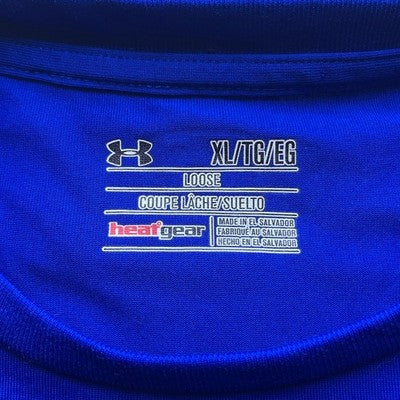 XL/TG/EG
LOOSE
COUPE LÂCHE/SUELTO
heatgear
MADE IN EL SALVADOR
FABRIQUÉ AU SALVADOR
HECHO EN EL SALVADOR